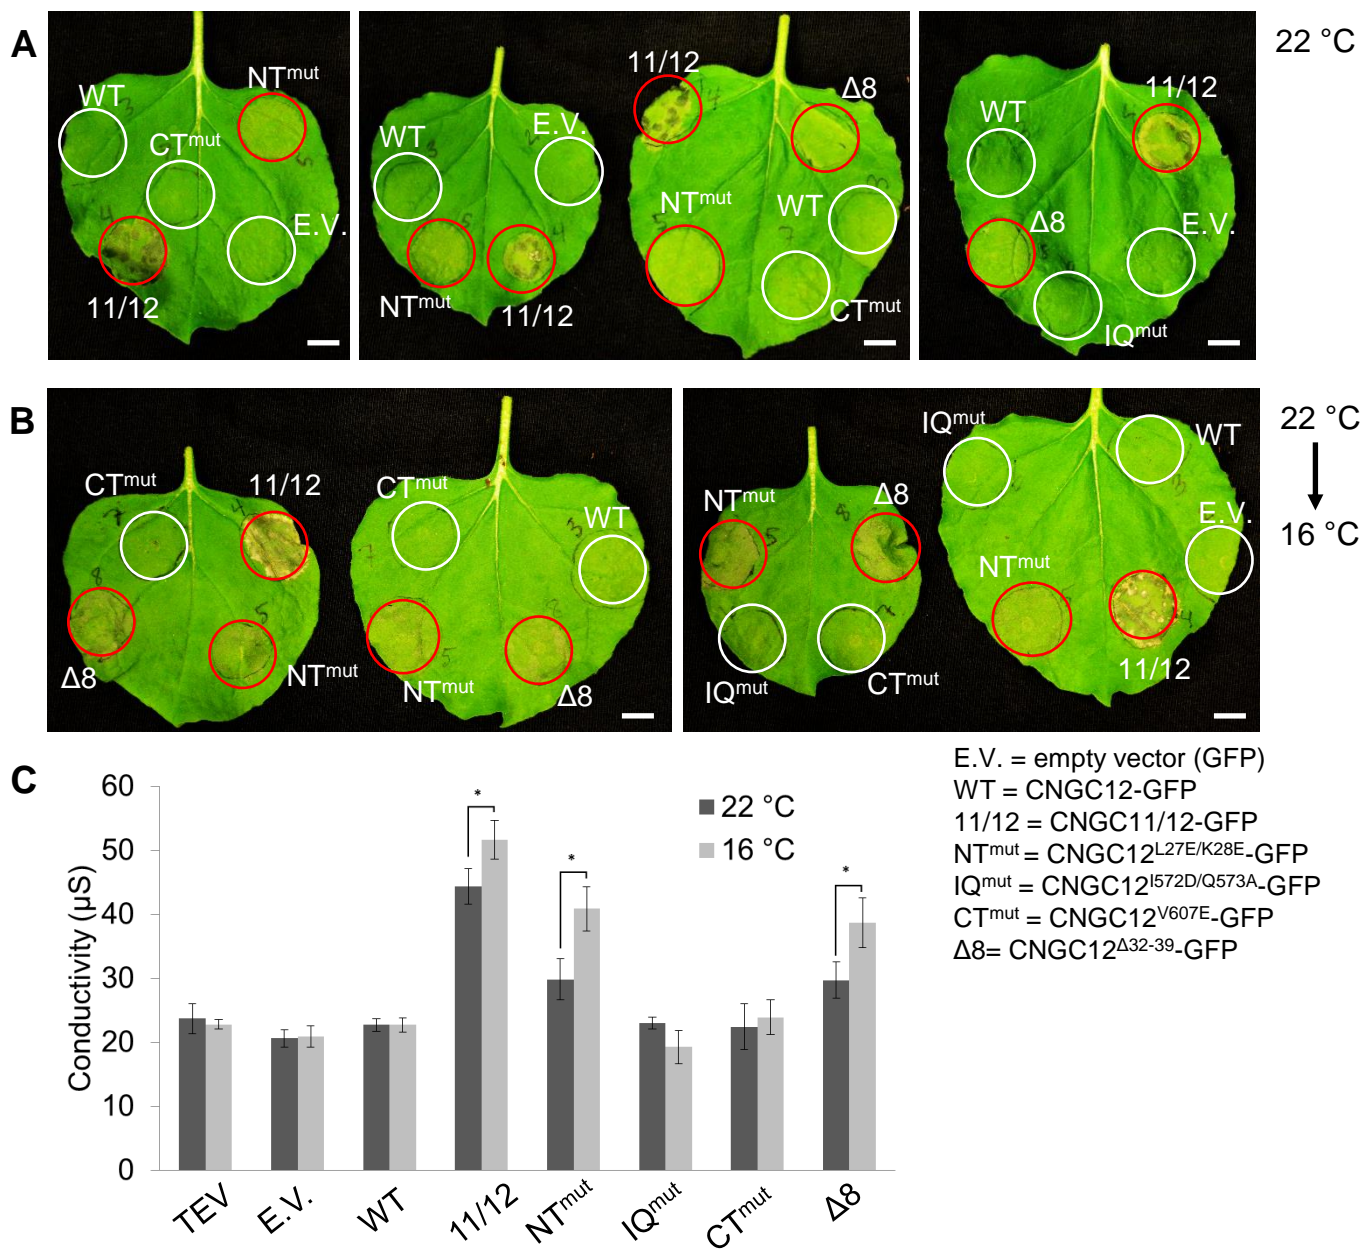 A
22 °C
WT
NTmut
CTmut
E.V.
11/12
WT
E.V.
NTmut
11/12
11/12
Δ8
NTmut
WT
CTmut
WT
11/12
Δ8
E.V.
IQmut
B
22 °C
16 °C
CTmut
11/12
Δ8
NTmut
CTmut
WT
NTmut
Δ8
NTmut
Δ8
IQmut
CTmut
IQmut
WT
E.V.
NTmut
11/12
C
60
50
40
30
20
10
0
Conductivity (µS)
* * *
22 °C
16 °C
TEV E.V. WT 11/12 NTmut IQmut CTmut Δ8
E.V. = empty vector (GFP)
WT = CNGC12-GFP
11/12 = CNGC11/12-GFP
NTmut = CNGC12L27E/K28E-GFP
IQmut = CNGC12I572D/Q573A-GFP
CTmut = CNGC12V607E-GFP
Δ8= CNGC12Δ32-39-GFP